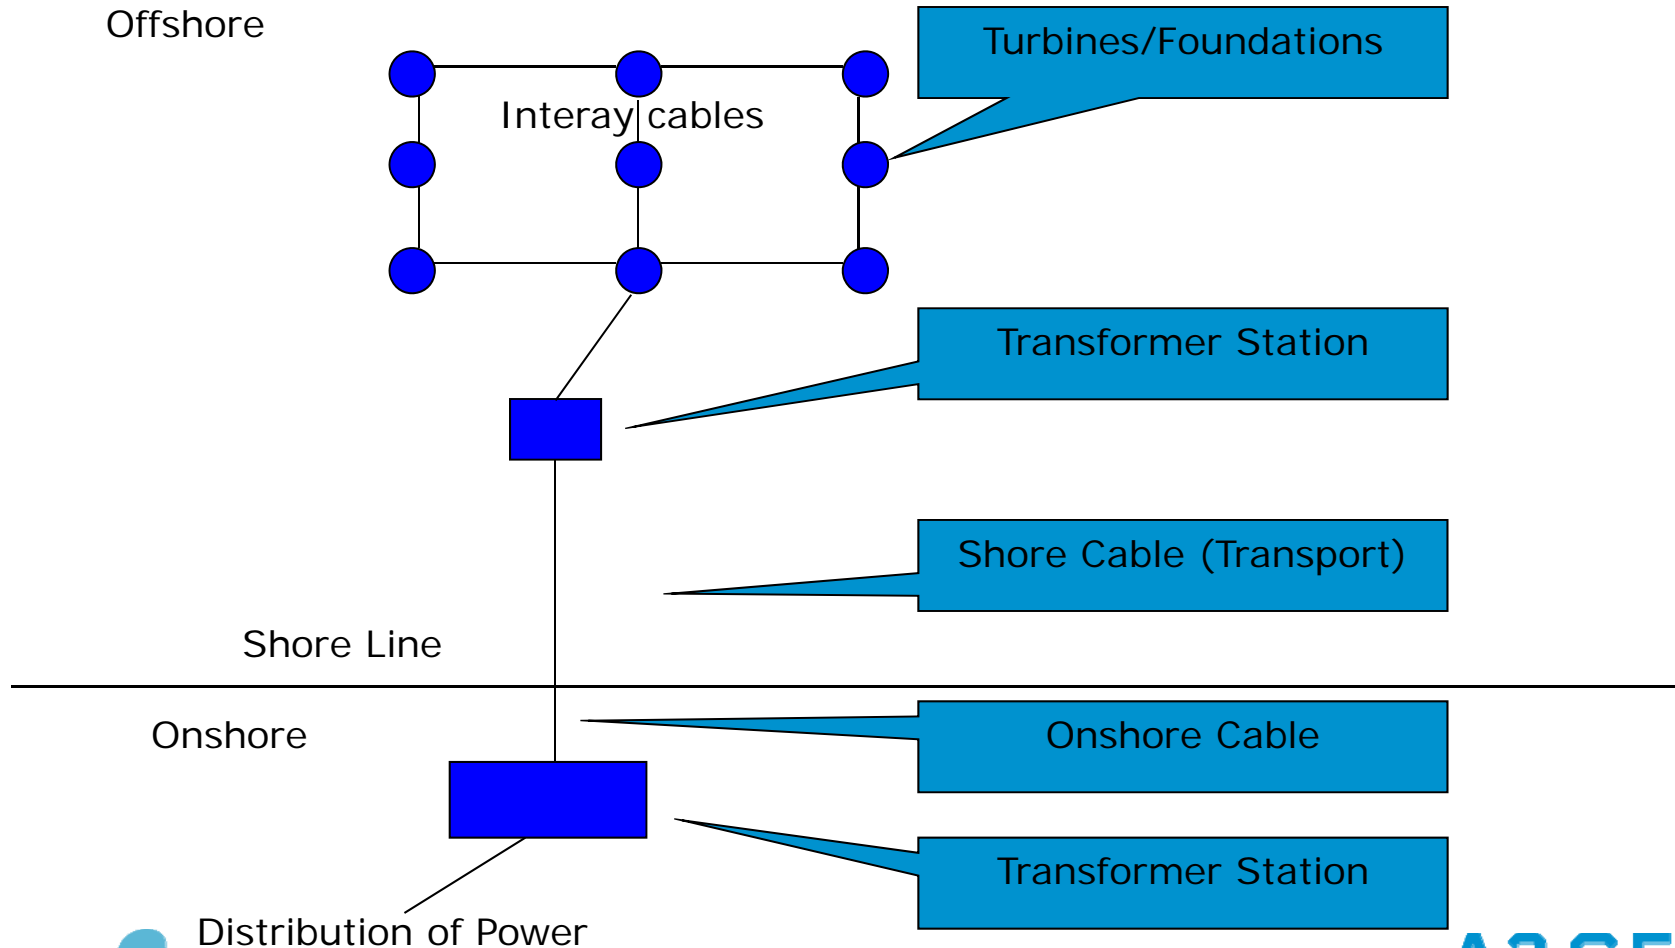 Offshore
Turbines/Foundations
Interay cables
Transformer Station
Shore Cable (Transport)
Shore Line
Onshore
Onshore Cable
Transformer Station
Distribution of Power